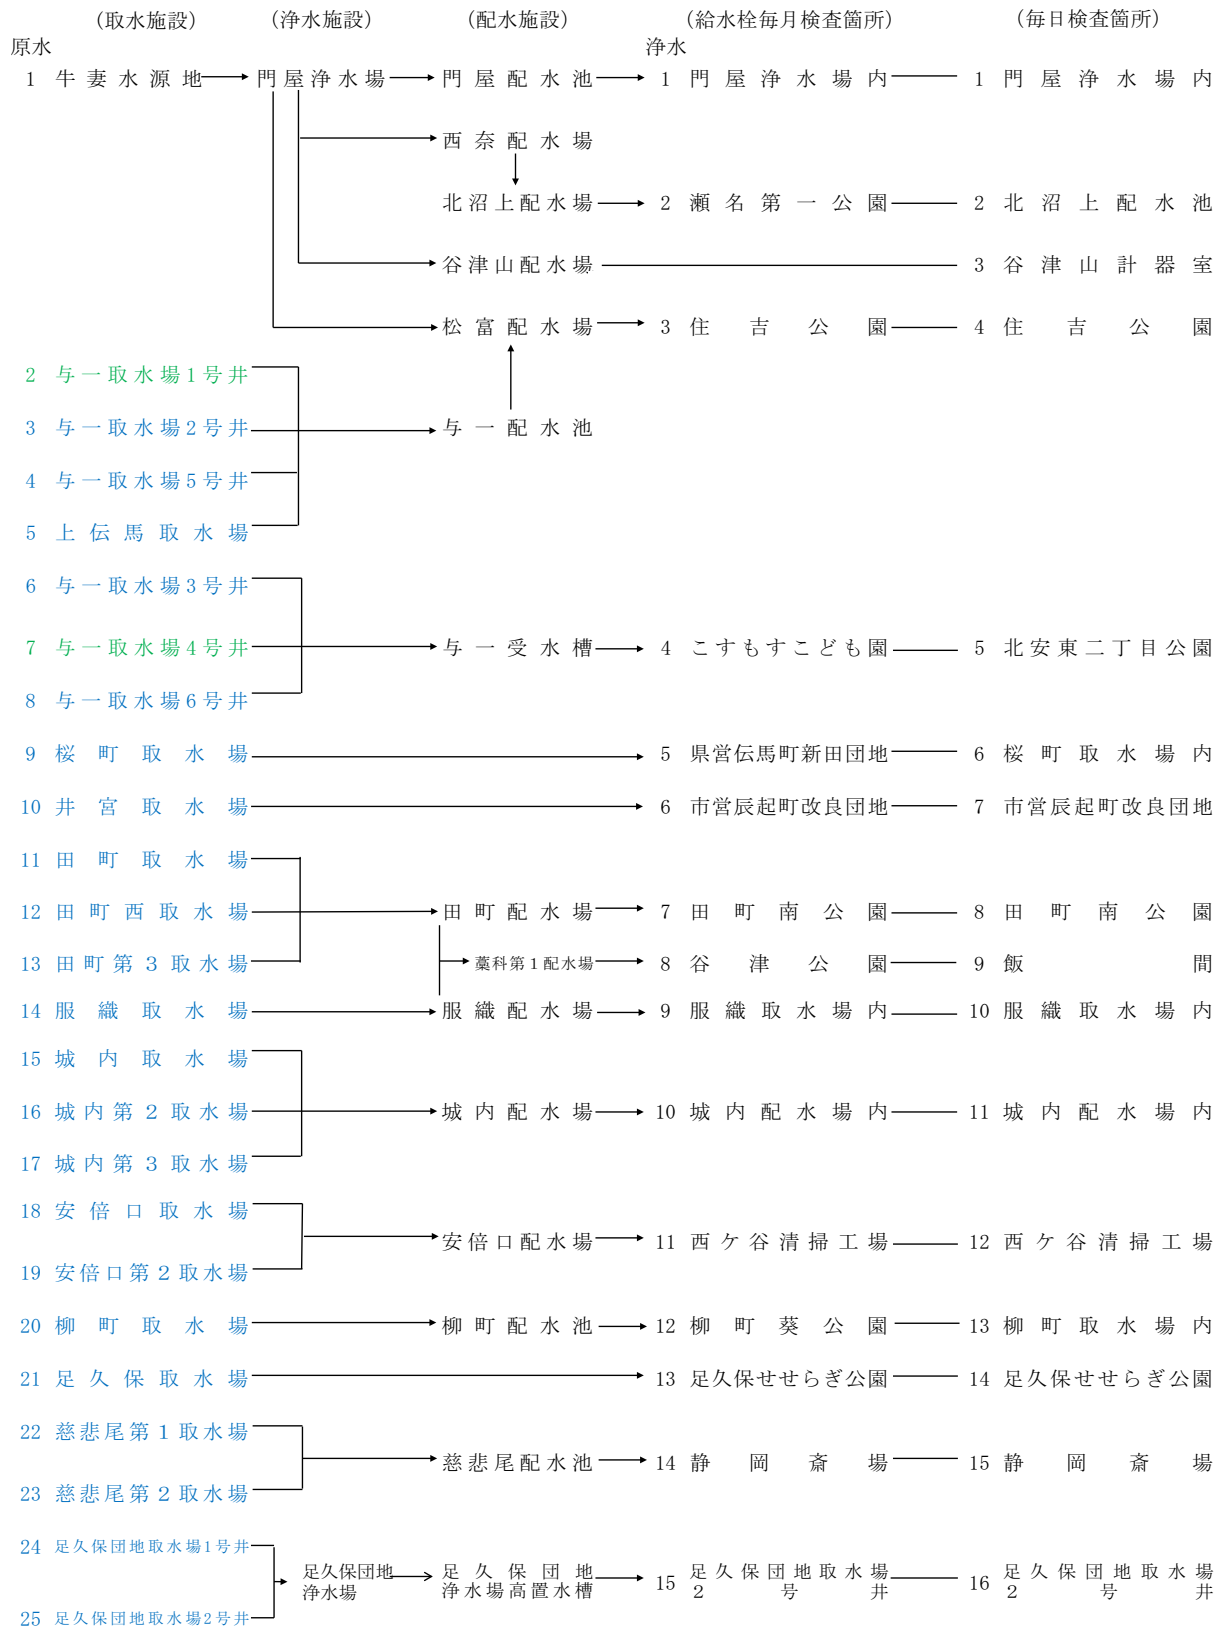 （取水施設） （浄水施設） （配水施設） （給水栓毎月検査箇所） （毎日検査箇所）
原水 浄水
1 牛妻水源地 門屋浄水場 門屋配水池 1 門屋浄水場内 1 門屋浄水場内
西奈配水場
北沼上配水場 2 瀬名第一公園 2 北沼上配水池
谷津山配水場 3 谷津山計器室
松富配水場 3 住吉公園 4 住吉公園
2 与一取水場1号井
3 与一取水場2号井 与一配水池
4 与一取水場5号井
5 上伝馬取水場
6 与一取水場3号井
7 与一取水場4号井 与一受水槽 4 こすもすこども園 5 北安東二丁目公園
8 与一取水場6号井
9 桜町取水場 5 県営伝馬町新田団地 6 桜町取水場内
10 井宮取水場 6 市営辰起町改良団地 7 市営辰起町改良団地
11 田町取水場
12 田町西取水場 田町配水場 7 田町南公園 8 田町南公園
13 田町第３取水場 藁科第１配水場 8 谷津公園 9 飯間
14 服織取水場 服織配水場 9 服織取水場内 10 服織取水場内
15 城内取水場
16 城内第２取水場 城内配水場 10 城内配水場内 11 城内配水場内
17 城内第３取水場
18 安倍口取水場
安倍口配水場 11 西ケ谷清掃工場 12 西ケ谷清掃工場
19 安倍口第２取水場
20 柳町取水場 柳町配水池 12 柳町葵公園 13 柳町取水場内
21 足久保取水場 13 足久保せせらぎ公園 14 足久保せせらぎ公園
22 慈悲尾第１取水場
慈悲尾配水池 14 静岡斎場 15 静岡斎場
23 慈悲尾第２取水場
24 足久保団地取水場1号井
足久保団地 足久保団地 15 足久保団地取水場 16 足久保団地取水場
浄水場 浄水場高置水槽 2号井 2号井
25 足久保団地取水場2号井